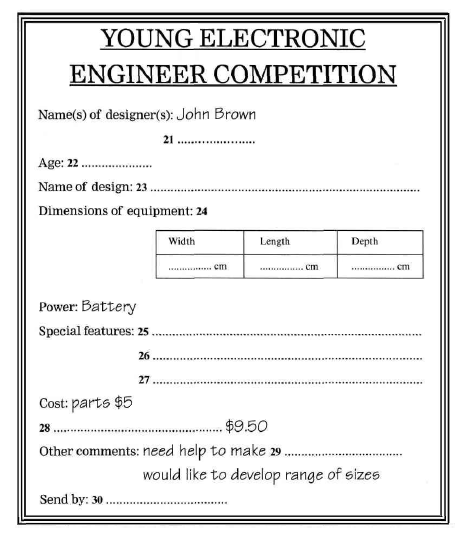 YOUNG ELECTRONIC
ENGINEER COMPETITION
Name(s) of designer(s): John Brown
21 ......................
Age: 22 ....................
Name of design: 23 ............................................................................
Dimensions of equipment: 24
Width Length Depth
............... cm ............... cm ............... cm
Power: Battery
Special features: 25 ............................................................................
26 ............................................................................
27 ............................................................................
Cost: parts $5
28 ................................................ $9.50
Other comments: need help to make 29 ..................................
would like to develop range of sizes
Send by: 30 ..................................